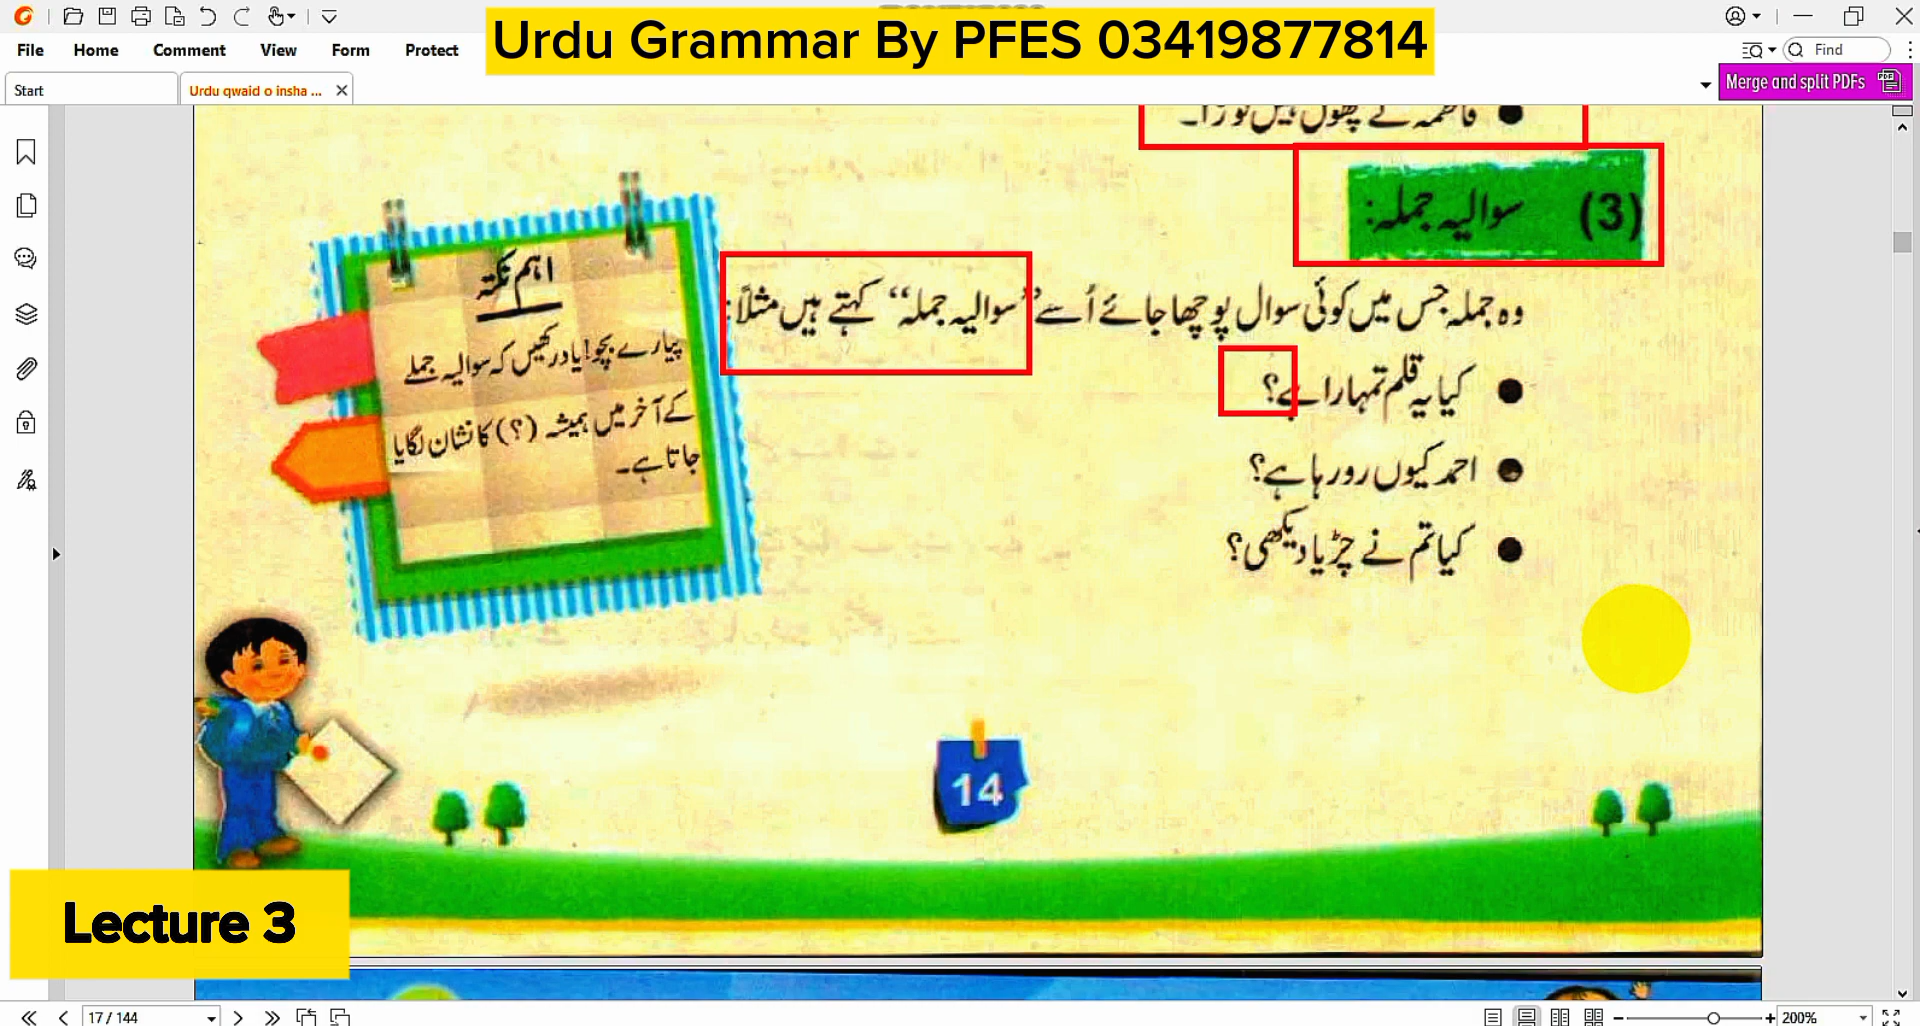 Urdu Grammar By PFES 03419877814
File Home Comment View Form Protect
Find
Start
Urdu qwaid o insha ...
Merge and split PDFs
فاطمہ نے پھول نہیں توڑا۔
(3) سوالیہ جملہ:
وہ جملہ جس میں کوئی سوال پوچھا جائے اُسے ”سوالیہ جملہ“ کہتے ہیں مثلاً:
کیا یہ قلم تمہارا ہے؟
احمد کیوں رو رہا ہے؟
کیا تم نے چڑیا دیکھی؟
اہم نکتہ
پیارے بچو! یاد رکھیں کہ سوالیہ جملے
کے آخر میں ہمیشہ (؟) کا نشان لگایا
جاتا ہے۔
14
Lecture 3
17 / 144
200%